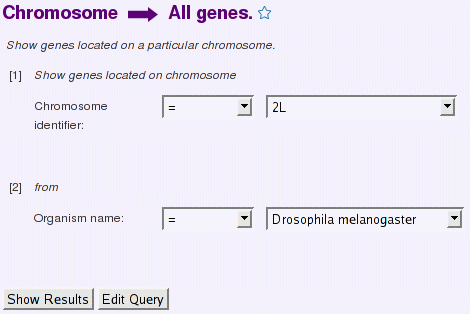 Chromosome All genes.
Show genes located on a particular chromosome.
[1] Show genes located on chromosome
Chromosome identifier: = 2L
[2] from
Organism name: = Drosophila melanogaster
Show Results Edit Query